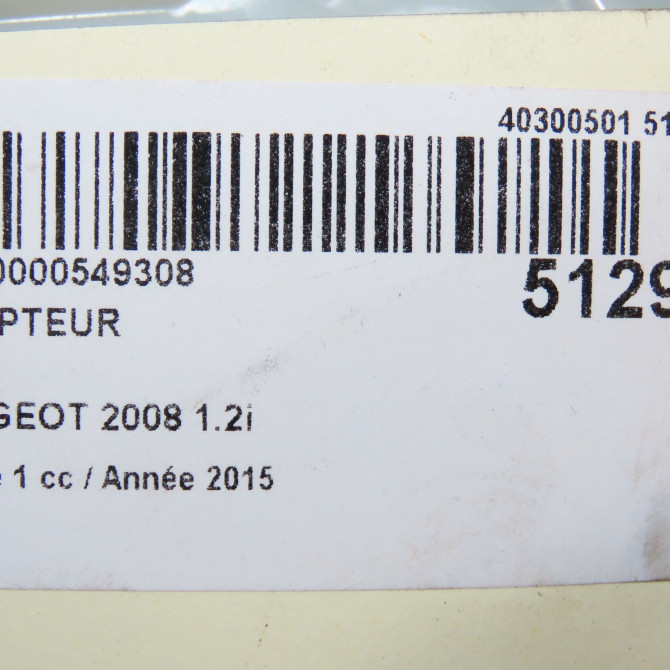 40300501 51
0000549308
5129
PTEUR
GEOT 2008 1.2i
e 1 cc / Année 2015